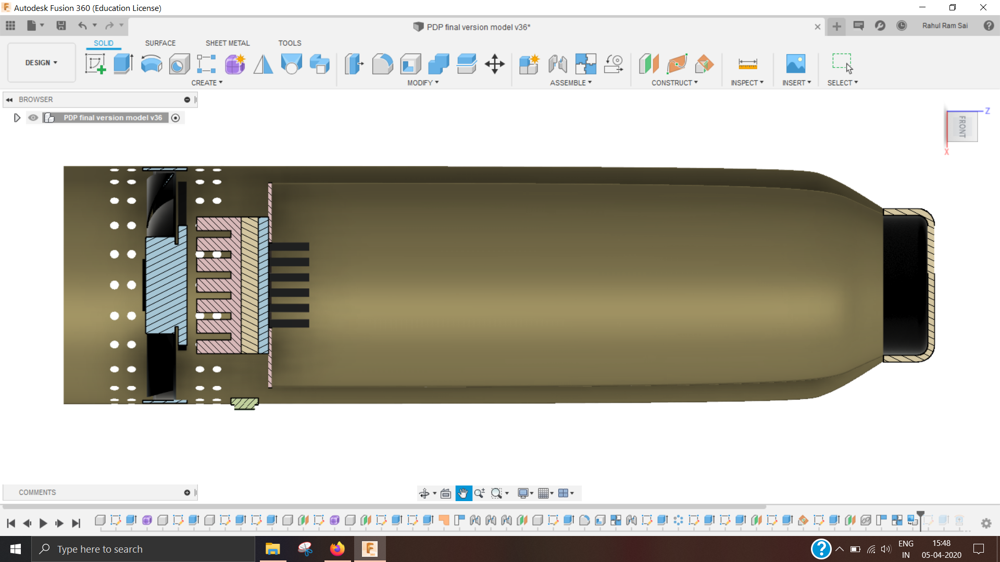 Autodesk Fusion 360 (Education License)
PDP final version model v36*
Rahul Ram Sai
SOLID SURFACE SHEET METAL TOOLS
DESIGN
CREATE MODIFY ASSEMBLE CONSTRUCT INSPECT INSERT SELECT
BROWSER
PDP final version model v36
Z
FRONT
X
COMMENTS
Type here to search
ENG
IN
15:48
05-04-2020